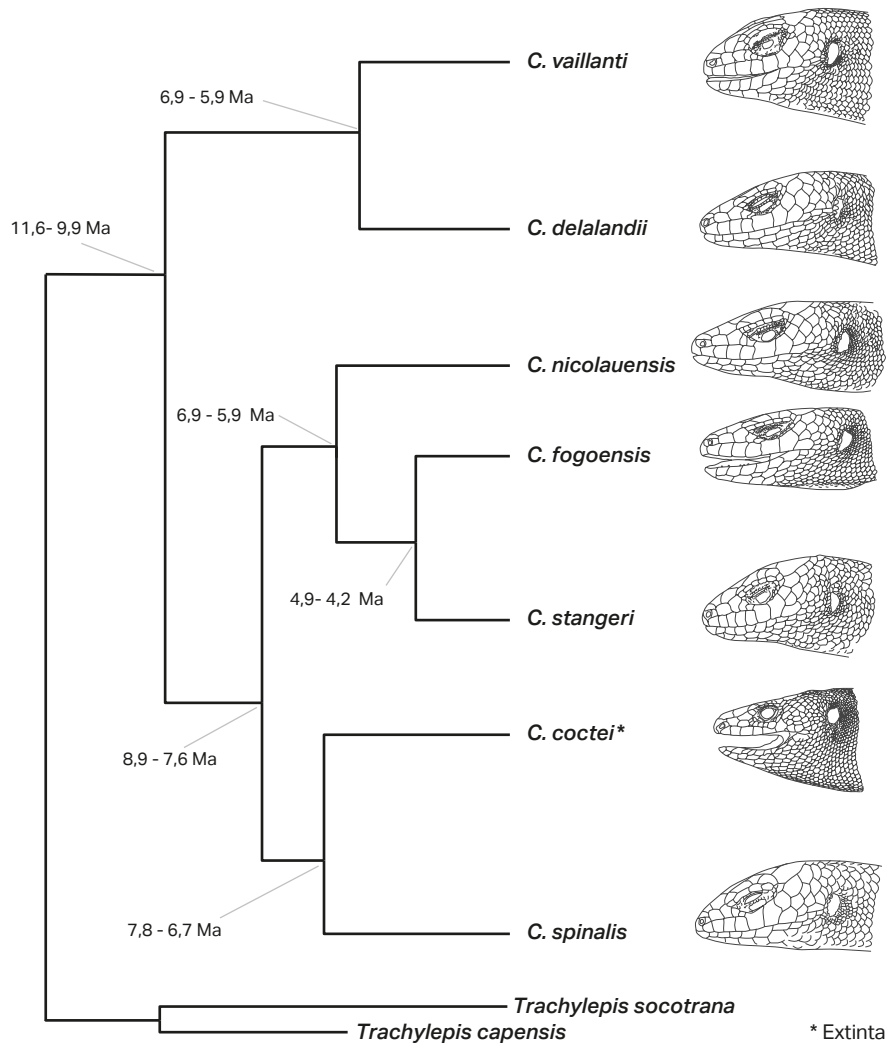 C. vaillanti
6,9 - 5,9 Ma
C. delalandii
11,6- 9,9 Ma
C. nicolauensis
6,9 - 5,9 Ma
C. fogoensis
4,9- 4,2 Ma
C. stangeri
C. coctei*
8,9 - 7,6 Ma
7,8 - 6,7 Ma
C. spinalis
Trachylepis socotrana
Trachylepis capensis
* Extinta